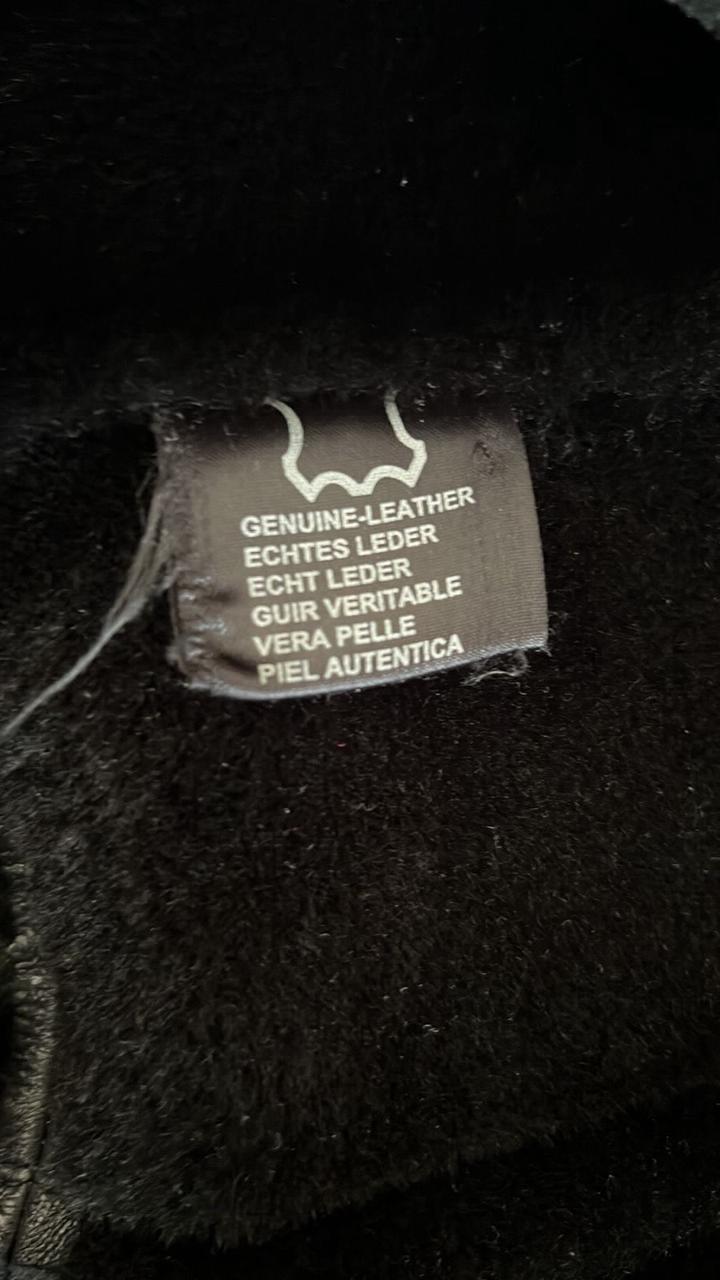 GENUINE-LEATHER
ECHTES LEDER
ECHT LEDER
GUIR VERITABLE
VERA PELLE
PIEL AUTENTICA